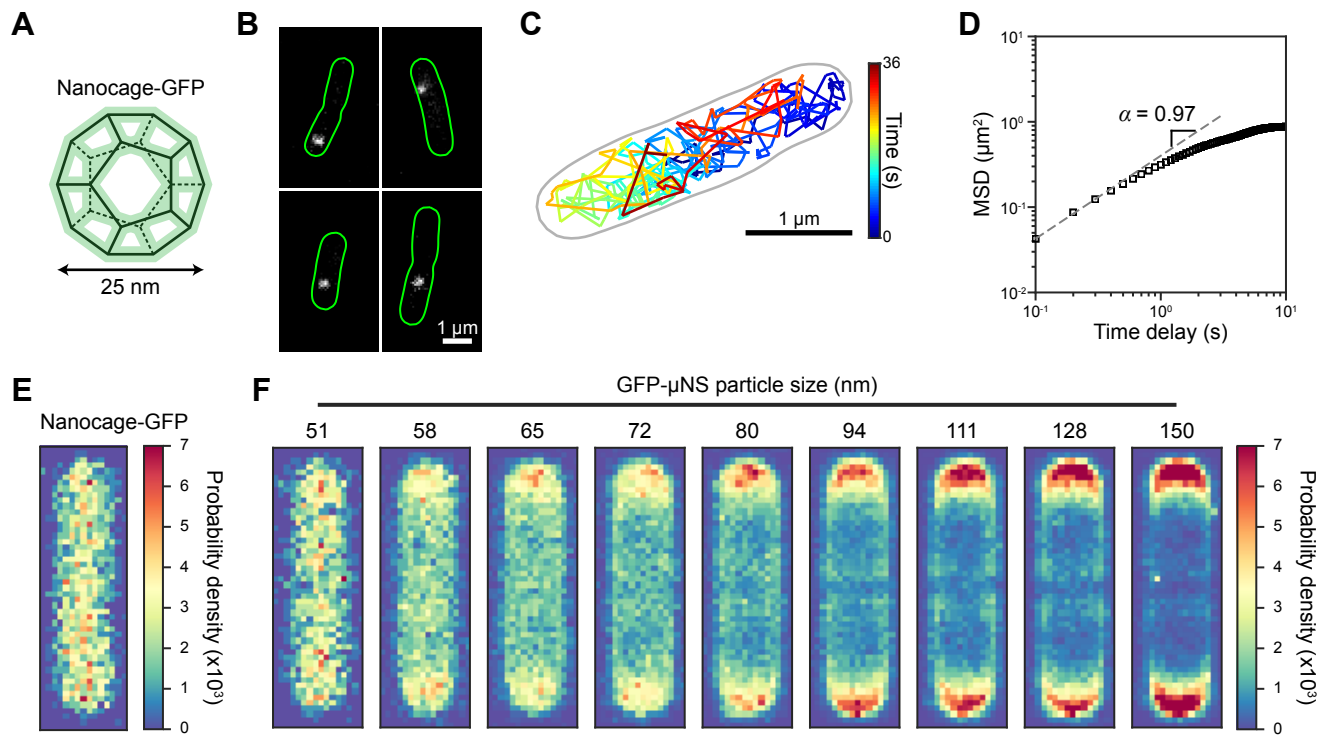 A
Nanocage-GFP
25 nm
B
1 µm
C
36
Time (s)
0
1 µm
D
10¹
10⁰
10⁻¹
10⁻²
MSD (µm²)
α = 0.97
10⁻¹
10⁰
10¹
Time delay (s)
E
Nanocage-GFP
7
6
5
4
3
2
1
0
Probability density (x10³)
F
GFP-µNS particle size (nm)
51 58 65 72 80 94 111 128 150
7
6
5
4
3
2
1
0
Probability density (x10³)